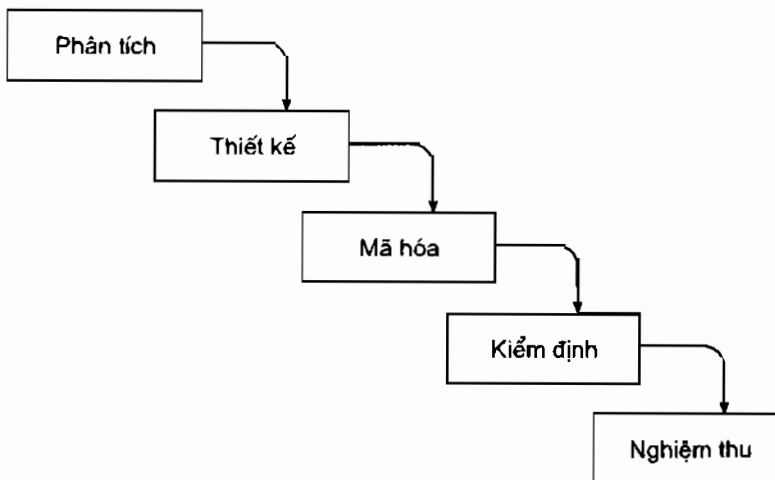 Phân tích
Thiết kế
Mã hóa
Kiểm định
Nghiệm thu